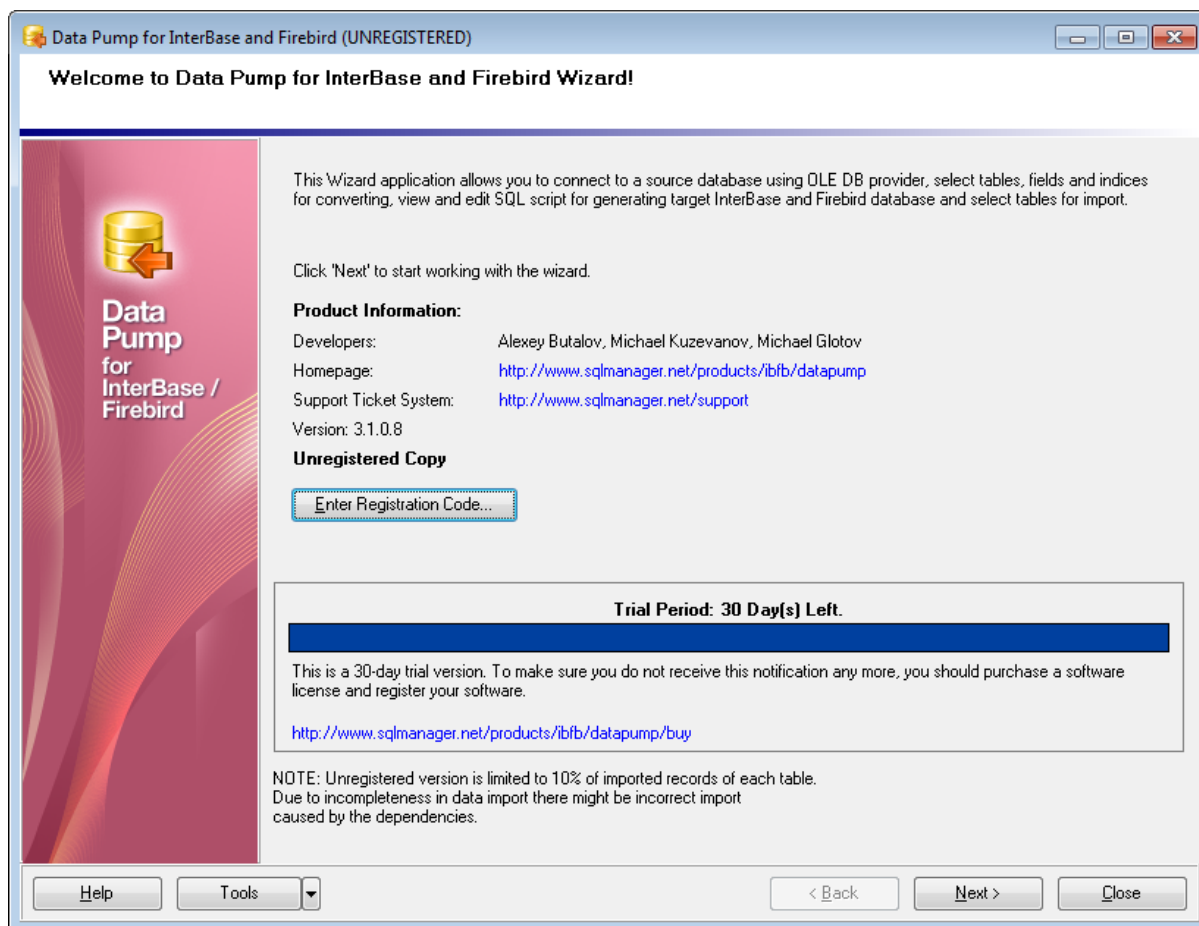 Data Pump for InterBase and Firebird (UNREGISTERED)
Welcome to Data Pump for InterBase and Firebird Wizard!
Data
Pump
for
InterBase /
Firebird
This Wizard application allows you to connect to a source database using OLE DB provider, select tables, fields and indices
for converting, view and edit SQL script for generating target InterBase and Firebird database and select tables for import.
Click 'Next' to start working with the wizard.
Product Information:
Developers: Alexey Butalov, Michael Kuzevanov, Michael Glotov
Homepage: http://www.sqlmanager.net/products/ibfb/datapump
Support Ticket System: http://www.sqlmanager.net/support
Version: 3.1.0.8
Unregistered Copy
Enter Registration Code...
Trial Period: 30 Day(s) Left.
This is a 30-day trial version. To make sure you do not receive this notification any more, you should purchase a software
license and register your software.
http://www.sqlmanager.net/products/ibfb/datapump/buy
NOTE: Unregistered version is limited to 10% of imported records of each table.
Due to incompleteness in data import there might be incorrect import
caused by the dependencies.
Help Tools < Back Next > Close